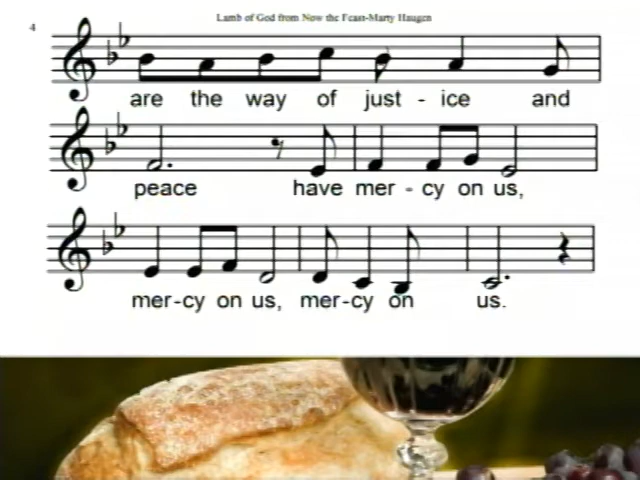 Lamb of God from Now the Feast-Marty Haugen
4
are the way of just - ice and
peace have mer - cy on us,
mer-cy on us, mer-cy on us.